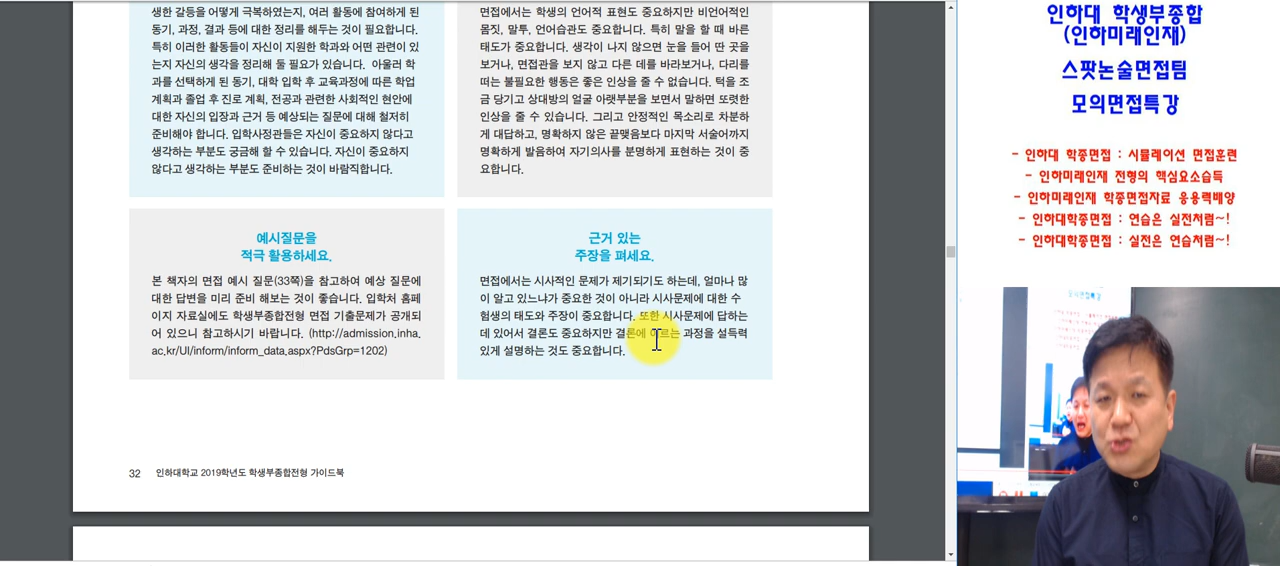 생한 갈등을 어떻게 극복하였는지, 여러 활동에 참여하게 된
동기, 과정, 결과 등에 대한 정리를 해두는 것이 필요합니다.
특히 이러한 활동들이 자신이 지원한 학과와 어떤 관련이 있
는지 자신의 생각을 정리해 둘 필요가 있습니다. 아울러 학
과를 선택하게 된 동기, 대학 입학 후 교육과정에 따른 학업
계획과 졸업 후 진로 계획, 전공과 관련한 사회적인 현안에
대한 자신의 입장과 근거 등 예상되는 질문에 대해 철저히
준비해야 합니다. 입학사정관들은 자신이 중요하지 않다고
생각하는 부분도 궁금해 할 수 있습니다. 자신이 중요하지
않다고 생각하는 부분도 준비하는 것이 바람직합니다.
면접에서는 학생의 언어적 표현도 중요하지만 비언어적인
몸짓, 말투, 언어습관도 중요합니다. 특히 말을 할 때 바른
태도가 중요합니다. 생각이 나지 않으면 눈을 들어 딴 곳을
보거나, 면접관을 보지 않고 다른 데를 바라보거나, 다리를
떠는 불필요한 행동은 좋은 인상을 줄 수 없습니다. 턱을 조
금 당기고 상대방의 얼굴 아랫부분을 보면서 말하면 또렷한
인상을 줄 수 있습니다. 그리고 안정적인 목소리로 차분하
게 대답하고, 명확하지 않은 끝맺음보다 마지막 서술어까지
명확하게 발음하여 자기의사를 분명하게 표현하는 것이 중
요합니다.
예시질문을
적극 활용하세요.
본 책자의 면접 예시 질문(33쪽)을 참고하여 예상 질문에
대한 답변을 미리 준비 해보는 것이 좋습니다. 입학처 홈페
이지 자료실에도 학생부종합전형 면접 기출문제가 공개되
어 있으니 참고하시기 바랍니다. (http://admission.inha.
ac.kr/UI/inform/inform_data.aspx?PdsGrp=1202)
근거 있는
주장을 펴세요.
면접에서는 시사적인 문제가 제기되기도 하는데, 얼마나 많
이 알고 있느냐가 중요한 것이 아니라 시사문제에 대한 수
험생의 태도와 주장이 중요합니다. 또한 시사문제에 답하는
데 있어서 결론도 중요하지만 결론에 이르는 과정을 설득력
있게 설명하는 것도 중요합니다.
32 인하대학교 2019학년도 학생부종합전형 가이드북
인하대 학생부종합
(인하미래인재)
스팟논술면접팀
모의면접특강
- 인하대 학종면접 : 시뮬레이션 면접훈련
- 인하미래인재 전형의 핵심요소습득
- 인하미래인재 학종면접자료 응용력배양
- 인하대학종면접 : 연습은 실전처럼~!
- 인하대학종면접 : 실전은 연습처럼~!